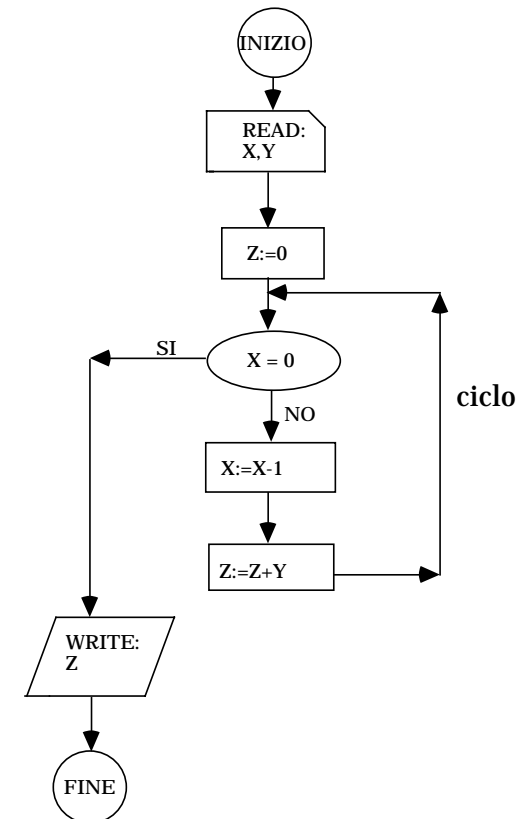 INIZIO
READ:
X,Y
Z:=0
SI
X = 0
ciclo
NO
X:=X-1
Z:=Z+Y
WRITE:
Z
FINE